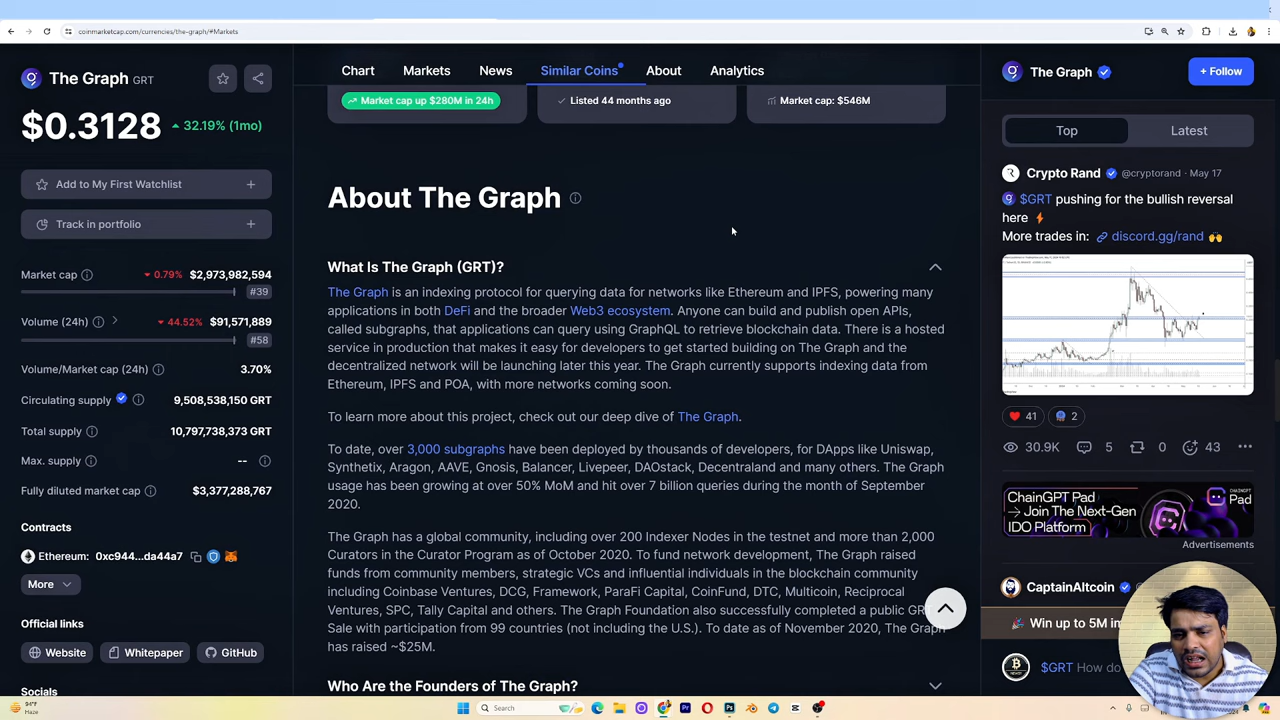 coinmarketcap.com/currencies/the-graph/#Markets
The Graph GRT
$0.3128 32.19% (1mo)
Add to My First Watchlist +
Track in portfolio +
Market cap 0.79% $2,973,982,594
#39
Volume (24h) 44.52% $91,571,889
#58
Volume/Market cap (24h) 3.70%
Circulating supply 9,508,538,150 GRT
Total supply 10,797,738,373 GRT
Max. supply --
Fully diluted market cap $3,377,288,767
Contracts
Ethereum: 0xc944...da44a7
More
Official links
Website Whitepaper GitHub
Socials
Chart Markets News Similar Coins About Analytics
Market cap up $280M in 24h Listed 44 months ago Market cap: $546M
About The Graph
What Is The Graph (GRT)?
The Graph is an indexing protocol for querying data for networks like Ethereum and IPFS, powering many
applications in both DeFi and the broader Web3 ecosystem. Anyone can build and publish open APIs,
called subgraphs, that applications can query using GraphQL to retrieve blockchain data. There is a hosted
service in production that makes it easy for developers to get started building on The Graph and the
decentralized network will be launching later this year. The Graph currently supports indexing data from
Ethereum, IPFS and POA, with more networks coming soon.
To learn more about this project, check out our deep dive of The Graph.
To date, over 3,000 subgraphs have been deployed by thousands of developers, for DApps like Uniswap,
Synthetix, Aragon, AAVE, Gnosis, Balancer, Livepeer, DAOstack, Decentraland and many others. The Graph
usage has been growing at over 50% MoM and hit over 7 billion queries during the month of September
2020.
The Graph has a global community, including over 200 Indexer Nodes in the testnet and more than 2,000
Curators in the Curator Program as of October 2020. To fund network development, The Graph raised
funds from community members, strategic VCs and influential individuals in the blockchain community
including Coinbase Ventures, DCG, Framework, ParaFi Capital, CoinFund, DTC, Multicoin, Reciprocal
Ventures, SPC, Tally Capital and others. The Graph Foundation also successfully completed a public GRT
Sale with participation from 99 countries (not including the U.S.). To date as of November 2020, The Graph
has raised ~$25M.
Who Are the Founders of The Graph?
The Graph
+ Follow
Top Latest
Crypto Rand @cryptorand · May 17
$GRT pushing for the bullish reversal
here
More trades in: discord.gg/rand
41 2
30.9K 5 0 43
ChainGPT Pad
→ Join The Next-Gen
IDO Platform
CHAINGPT
Pad
Advertisements
CaptainAltcoin
Win up to 5M
$GRT How do
94°F
Haze
Search